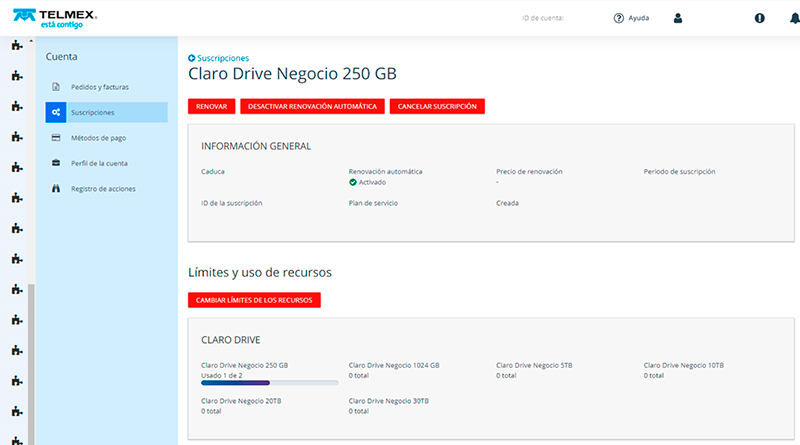 TELMEX®
está contigo
ID de cuenta:
Ayuda
Cuenta
Pedidos y facturas
Suscripciones
Métodos de pago
Perfil de la cuenta
Registro de acciones
Suscripciones
Claro Drive Negocio 250 GB
RENOVAR DESACTIVAR RENOVACIÓN AUTOMÁTICA CANCELAR SUSCRIPCIÓN
INFORMACIÓN GENERAL
Caduca Renovación automática Precio de renovación Periodo de suscripción
Activado -
ID de la suscripción Plan de servicio Creada
Límites y uso de recursos
CAMBIAR LÍMITES DE LOS RECURSOS
CLARO DRIVE
Claro Drive Negocio 250 GB Claro Drive Negocio 1024 GB Claro Drive Negocio 5TB Claro Drive Negocio 10TB
Usado 1 de 2 0 total 0 total 0 total
Claro Drive Negocio 20TB Claro Drive Negocio 30TB
0 total 0 total